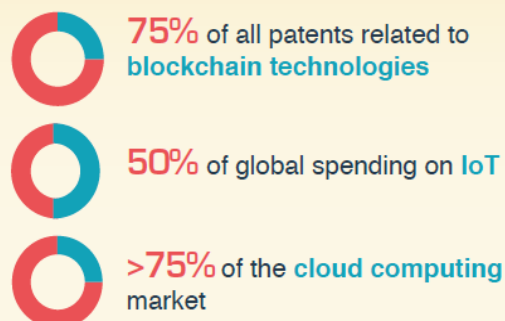 75% of all patents related to
blockchain technologies
50% of global spending on IoT
>75% of the cloud computing
market